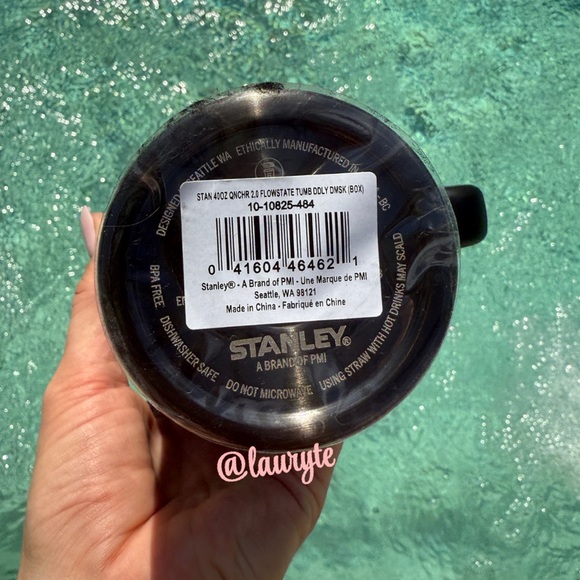 DESIGNED
SEATTLE WA
ETHICALLY MANUFACTURED IN
BC
STAN 40OZ QNCHR 2.0 FLOWSTATE TUMB DDLY DMSK (BOX)
10-10825-484
0 41604 46462 1
Stanley® - A Brand of PMI - Une Marque de PMI
Seattle, WA 98121
Made in China - Fabriqué en Chine
STANLEY®
A BRAND OF PMI
BPA FREE
DISHWASHER SAFE
DO NOT MICROWAVE
USING STRAW WITH HOT DRINKS MAY SCALD
@lauryte